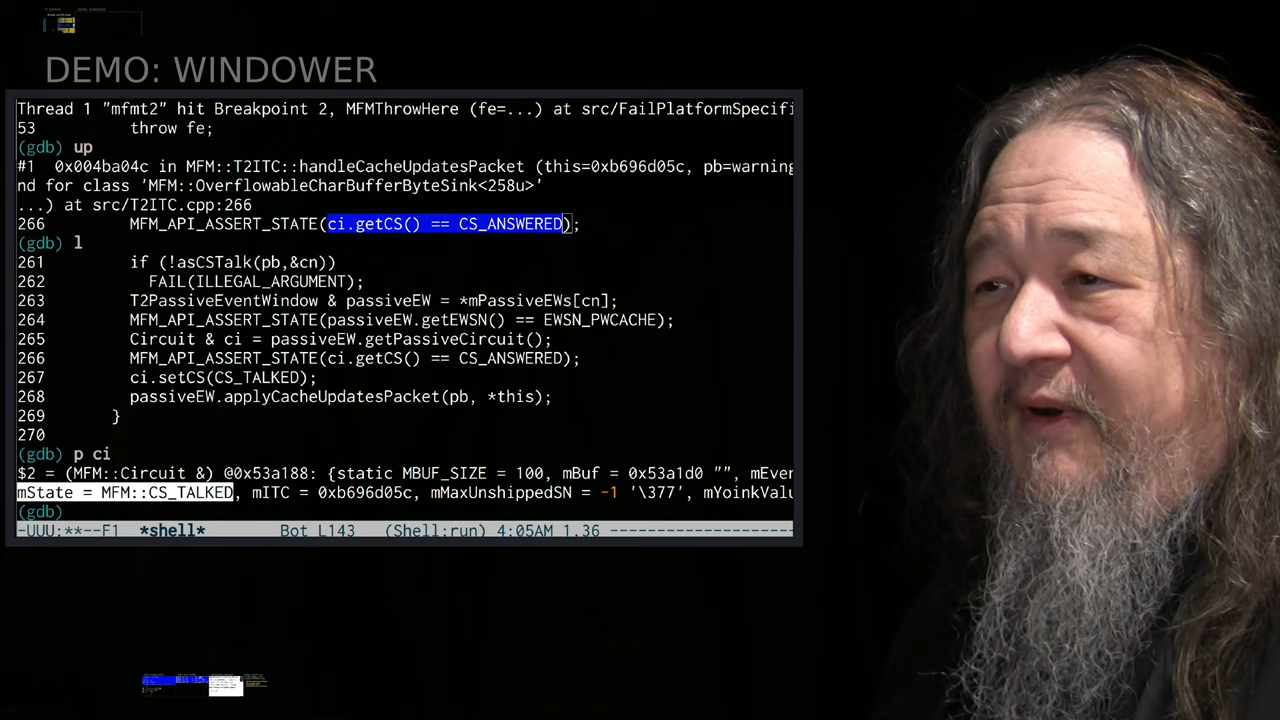 DEMO: WINDOWER
Thread 1 "mfmt2" hit Breakpoint 2, MFMThrowHere (fe=...) at src/FailPlatformSpecifi
53 throw fe;
(gdb) up
#1 0x004ba04c in MFM::T2ITC::handleCacheUpdatesPacket (this=0xb696d05c, pb=warning
nd for class 'MFM::OverflowableCharBufferByteSink<258u>'
...) at src/T2ITC.cpp:266
266 MFM_API_ASSERT_STATE(ci.getCS() == CS_ANSWERED);
(gdb) l
261 if (!asCSTalk(pb,&cn))
262 FAIL(ILLEGAL_ARGUMENT);
263 T2PassiveEventWindow & passiveEW = *mPassiveEWs[cn];
264 MFM_API_ASSERT_STATE(passiveEW.getEWSN() == EWSN_PWCACHE);
265 Circuit & ci = passiveEW.getPassiveCircuit();
266 MFM_API_ASSERT_STATE(ci.getCS() == CS_ANSWERED);
267 ci.setCS(CS_TALKED);
268 passiveEW.applyCacheUpdatesPacket(pb, *this);
269 }
270
(gdb) p ci
$2 = (MFM::Circuit &) @0x53a188: {static MBUF_SIZE = 100, mBuf = 0x53a1d0 "", mEven
mState = MFM::CS_TALKED, mITC = 0xb696d05c, mMaxUnshippedSN = -1 '\377', mYoinkValu
(gdb)
-UUU:**--F1 *shell* Bot L143 (Shell:run) 4:05AM 1.36 --------------------